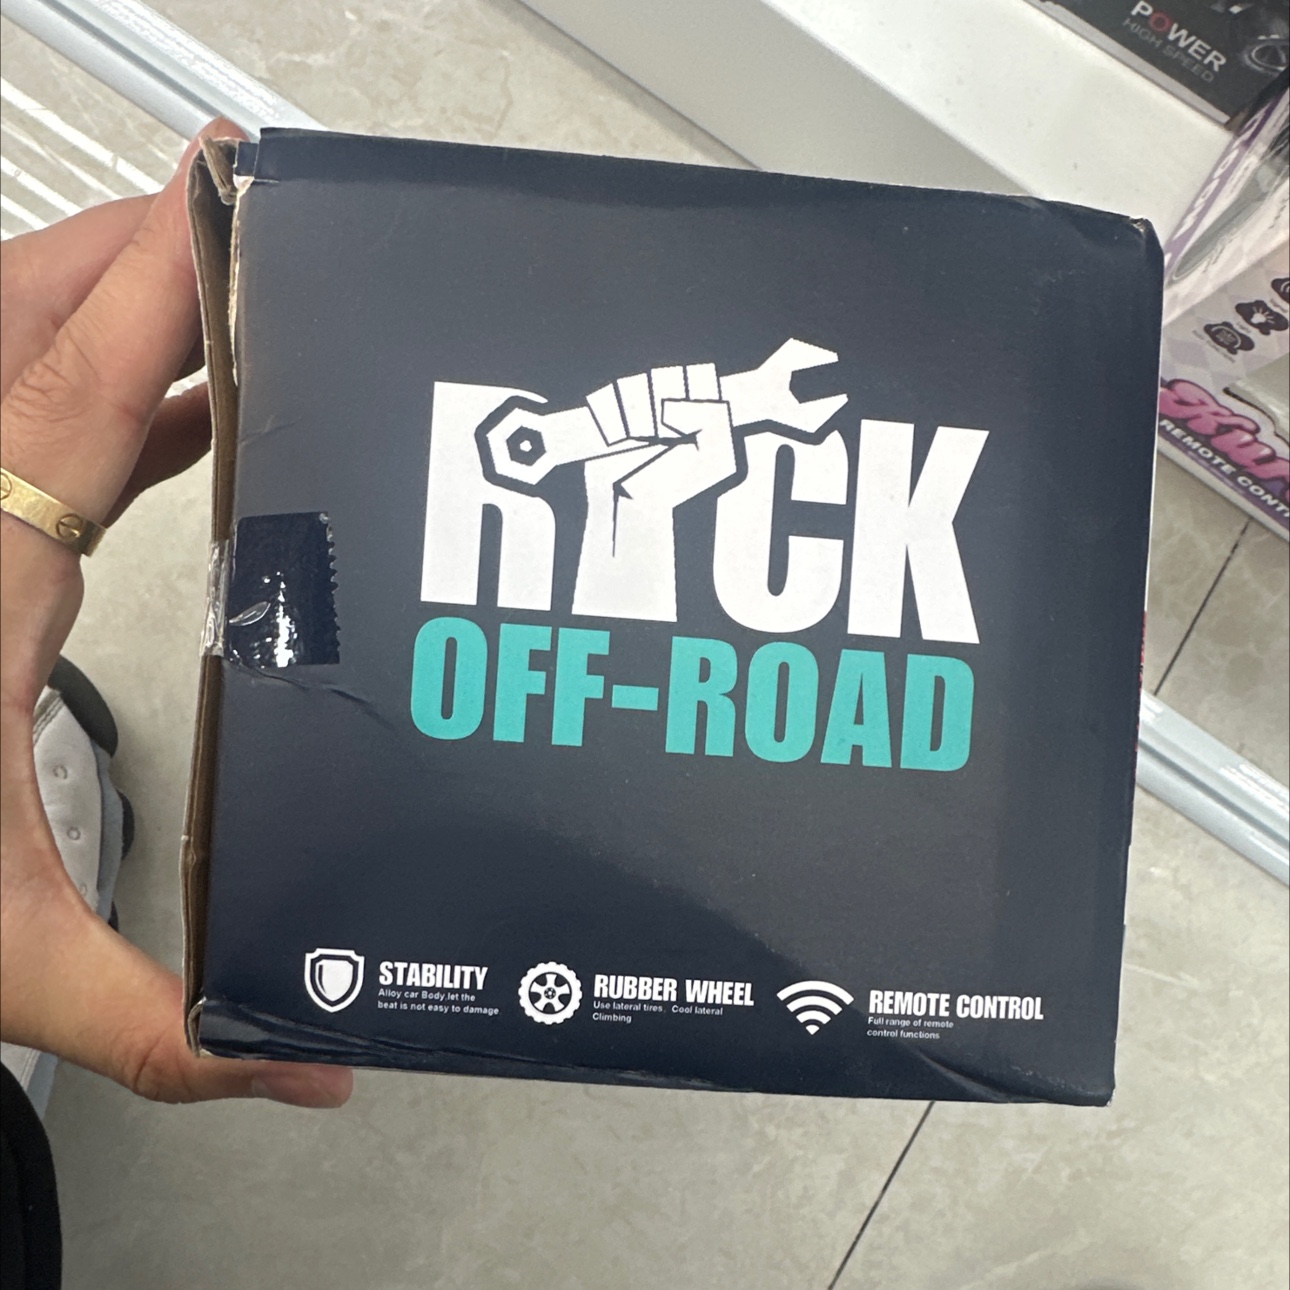 POWER
HIGH SPEED
RCK
OFF-ROAD
STABILITY
Alloy car Body,let the
beat is not easy to damage
RUBBER WHEEL
Use lateral tires. Cool lateral
Climbing
REMOTE CONTROL
Full range of remote
control functions
REMOTE CONT